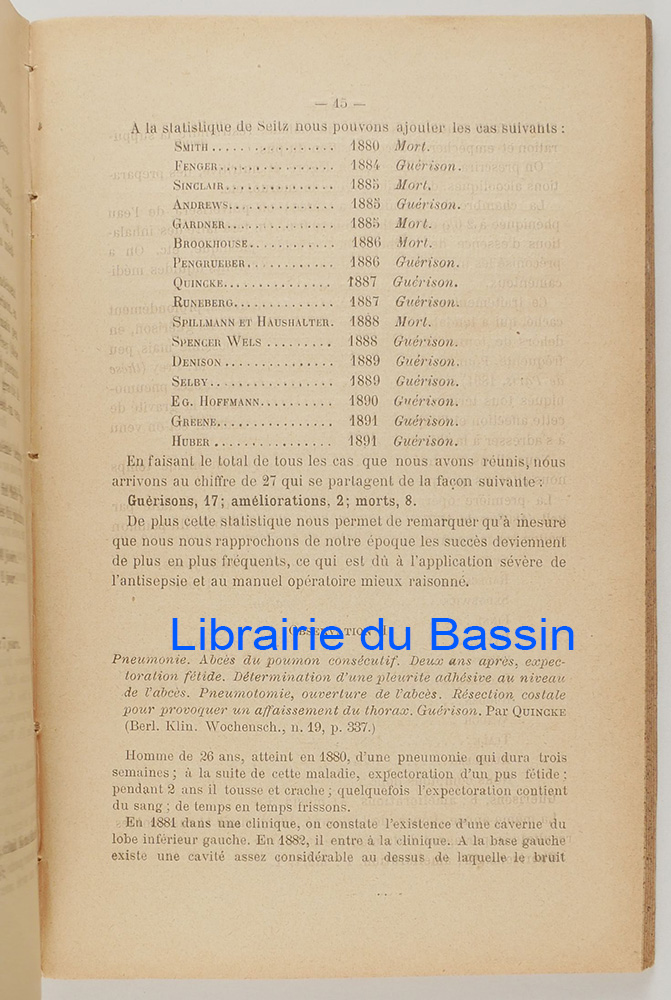 — 45 —
A la statistique de Seitz nous pouvons ajouter les cas suivants :
SMITH................. 1880 Mort.
FENGER............... 1884 Guérison.
SINCLAIR.............. 1885 Mort.
ANDREWS.............. 1885 Guérison.
GARDNER.............. 1885 Mort.
BROOKHOUSE........... 1886 Mort.
PENGRUEBER........... 1886 Guérison.
QUINCKE............... 1887 Guérison.
RUNEBERG............. 1887 Guérison.
SPILLMANN ET HAUSHALTER. 1888 Mort.
SPENCER WELS ......... 1888 Guérison.
DENISON .............. 1889 Guérison.
SELBY................. 1889 Guérison.
EG. HOFFMANN.......... 1890 Guérison.
GREENE................ 1891 Guérison.
HUBER ................ 1891 Guérison.
En faisant le total de tous les cas que nous avons réunis, nous
arrivons au chiffre de 27 qui se partagent de la façon suivante :
Guérisons, 17; améliorations, 2; morts, 8.
De plus cette statistique nous permet de remarquer qu'à mesure
que nous nous rapprochons de notre époque les succès deviennent
de plus en plus fréquents, ce qui est dû à l'application sévère de
l'antisepsie et au manuel opératoire mieux raisonné.
OBSERVATION
Librairie du Bassin
Pneumonie. Abcès du poumon consécutif. Deux ans après, expec-
toration fétide. Détermination d'une pleurite adhésive au niveau
de l'abcès. Pneumotomie, ouverture de l'abcès. Résection costale
pour provoquer un affaissement du thorax. Guérison. Par QUINCKE
(Berl. Klin. Wochensch., n. 19, p. 337.)
Homme de 26 ans, atteint en 1880, d'une pneumonie qui dura trois
semaines ; à la suite de cette maladie, expectoration d'un pus fétide ;
pendant 2 ans il tousse et crache ; quelquefois l'expectoration contient
du sang ; de temps en temps frissons.
En 1881 dans une clinique, on constate l'existence d'une caverne du
lobe inférieur gauche. En 1882, il entre à la clinique. A la base gauche
existe une cavité assez considérable au dessus de laquelle le bruit